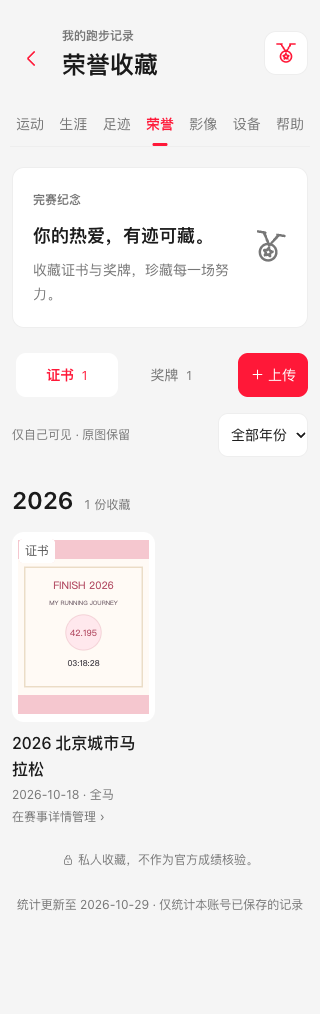 我的跑步记录
荣誉收藏
运动 生涯 足迹 荣誉 影像 设备 帮助
完赛纪念
你的热爱，有迹可藏。
收藏证书与奖牌，珍藏每一场努
力。
证书 1 奖牌 1 ＋ 上传
仅自己可见 · 原图保留 全部年份
2026 1 份收藏
证书
FINISH 2026
MY RUNNING JOURNEY
42.195
03:18:28
2026 北京城市马
拉松
2026-10-18 · 全马
在赛事详情管理 ›
私人收藏，不作为官方成绩核验。
统计更新至 2026-10-29 · 仅统计本账号已保存的记录